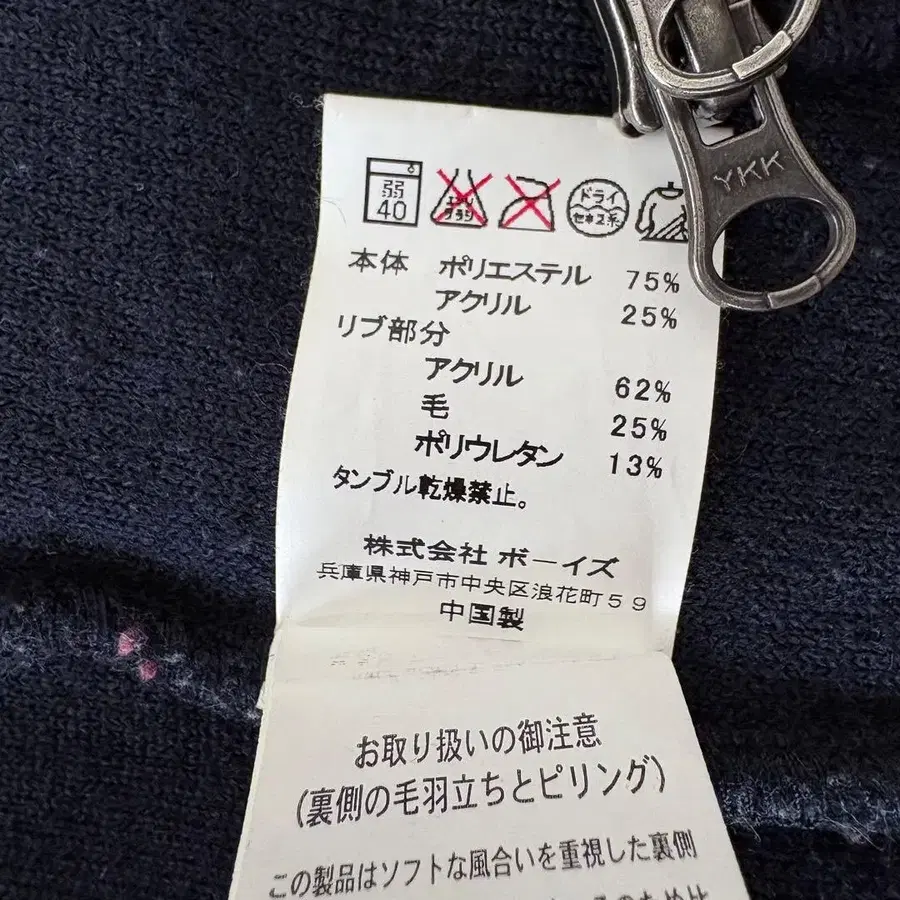 YKK
弱
40
エンソ
サラシ
ドライ
セキユ系
本体 ポリエステル 75%
アクリル 25%
リブ部分
アクリル 62%
毛 25%
ポリウレタン 13%
タンブル乾燥禁止。
株式会社 ボーイズ
兵庫県神戸市中央区浪花町59
中国製
お取り扱いの御注意
(裏側の毛羽立ちとピリング)
この製品はソフトな風合いを重視した裏側